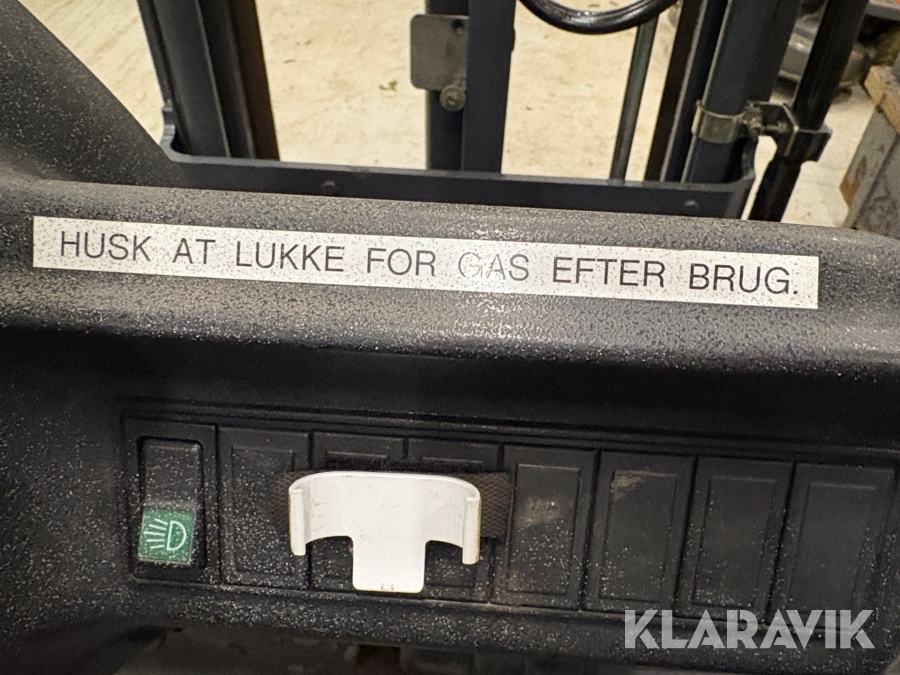 HUSK AT LUKKE FOR GAS EFTER BRUG.
KLARAVIK